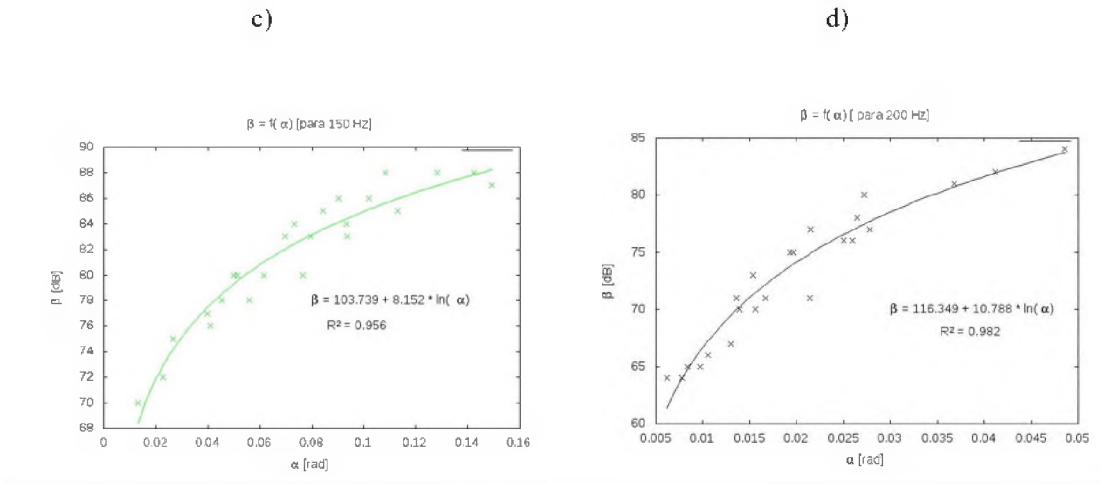 c)
d)
β = f( α) [para 150 Hz]
90
88
86
84
82
80
78
76
74
72
70
68
β [dB]
β = 103.739 + 8.152 * ln( α)
R² = 0.956
0 0.02 0.04 0.06 0.08 0.1 0.12 0.14 0.16
α [rad]
β = f( α) [ para 200 Hz]
85
80
75
70
65
60
β [dB]
β = 116.349 + 10.788 * ln( α)
R² = 0.982
0.005 0.01 0.015 0.02 0.025 0.03 0.035 0.04 0.045 0.05
α [rad]